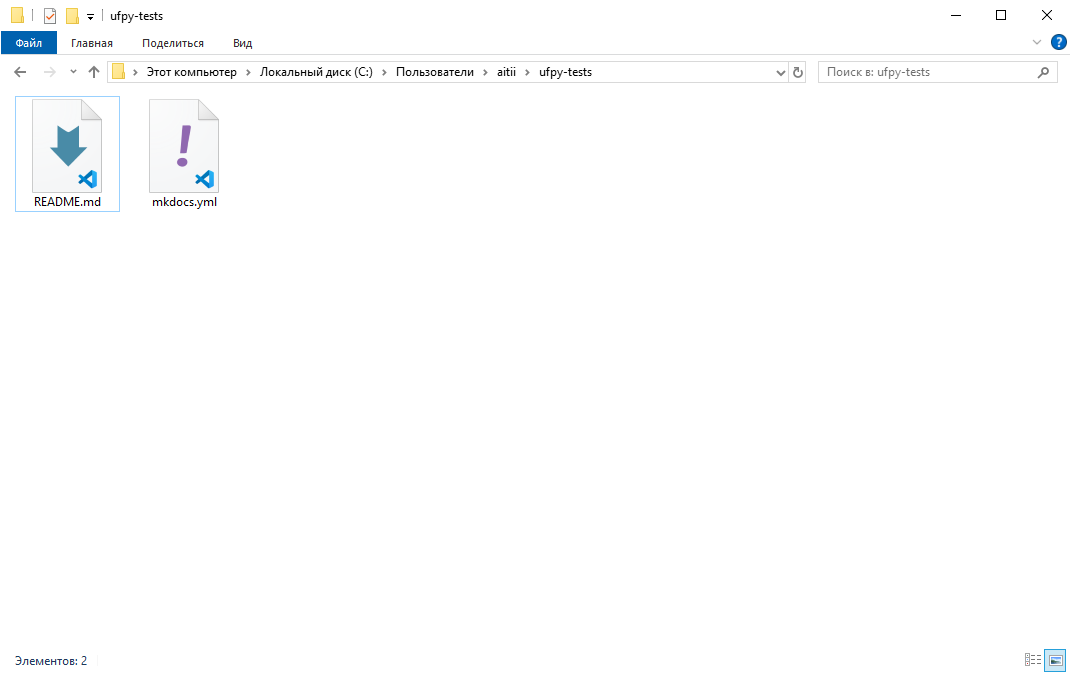 ufpy-tests
Файл Главная Поделиться Вид ?
Этот компьютер > Локальный диск (C:) > Пользователи > aitii > ufpy-tests Поиск в: ufpy-tests
README.md mkdocs.yml
Элементов: 2